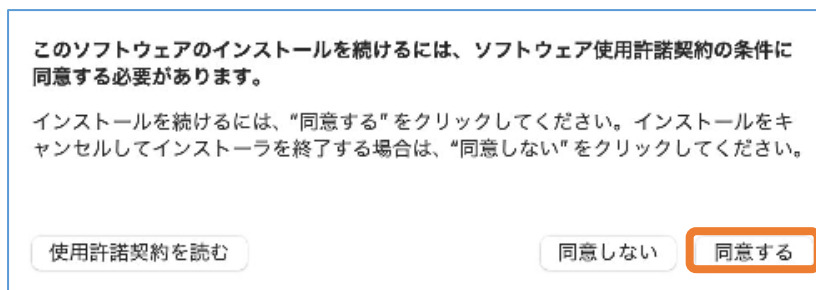 このソフトウェアのインストールを続けるには、ソフトウェア使用許諾契約の条件に
同意する必要があります。
インストールを続けるには、“同意する” をクリックしてください。インストールをキ
ャンセルしてインストーラを終了する場合は、“同意しない” をクリックしてください。
使用許諾契約を読む 同意しない 同意する